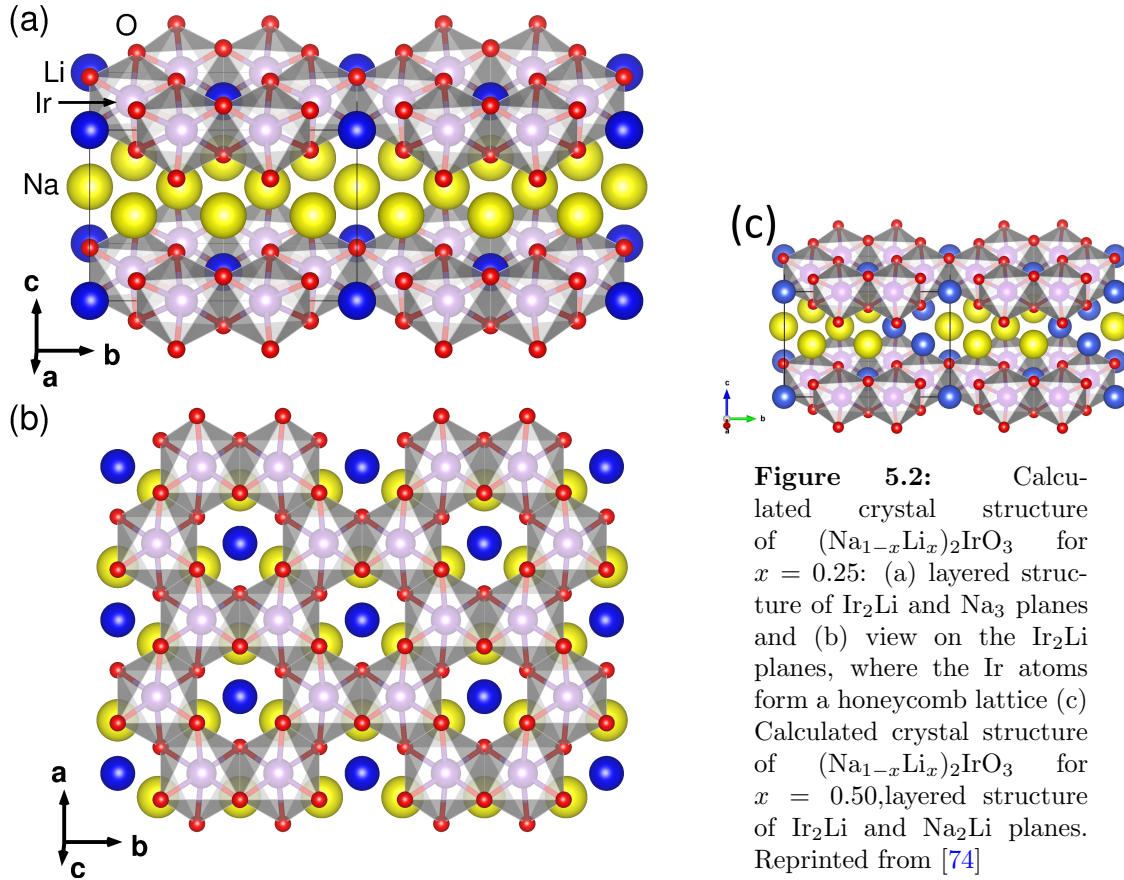 (a)
O
Li
Ir
Na
c
b
a
(b)
a
b
c
(c)
c
b
a
Figure 5.2: Calcu-
lated crystal structure
of (Na₁₋ₓLiₓ)₂IrO₃ for
x = 0.25: (a) layered struc-
ture of Ir₂Li and Na₃ planes
and (b) view on the Ir₂Li
planes, where the Ir atoms
form a honeycomb lattice (c)
Calculated crystal structure
of (Na₁₋ₓLiₓ)₂IrO₃ for
x = 0.50,layered structure
of Ir₂Li and Na₂Li planes.
Reprinted from [74]